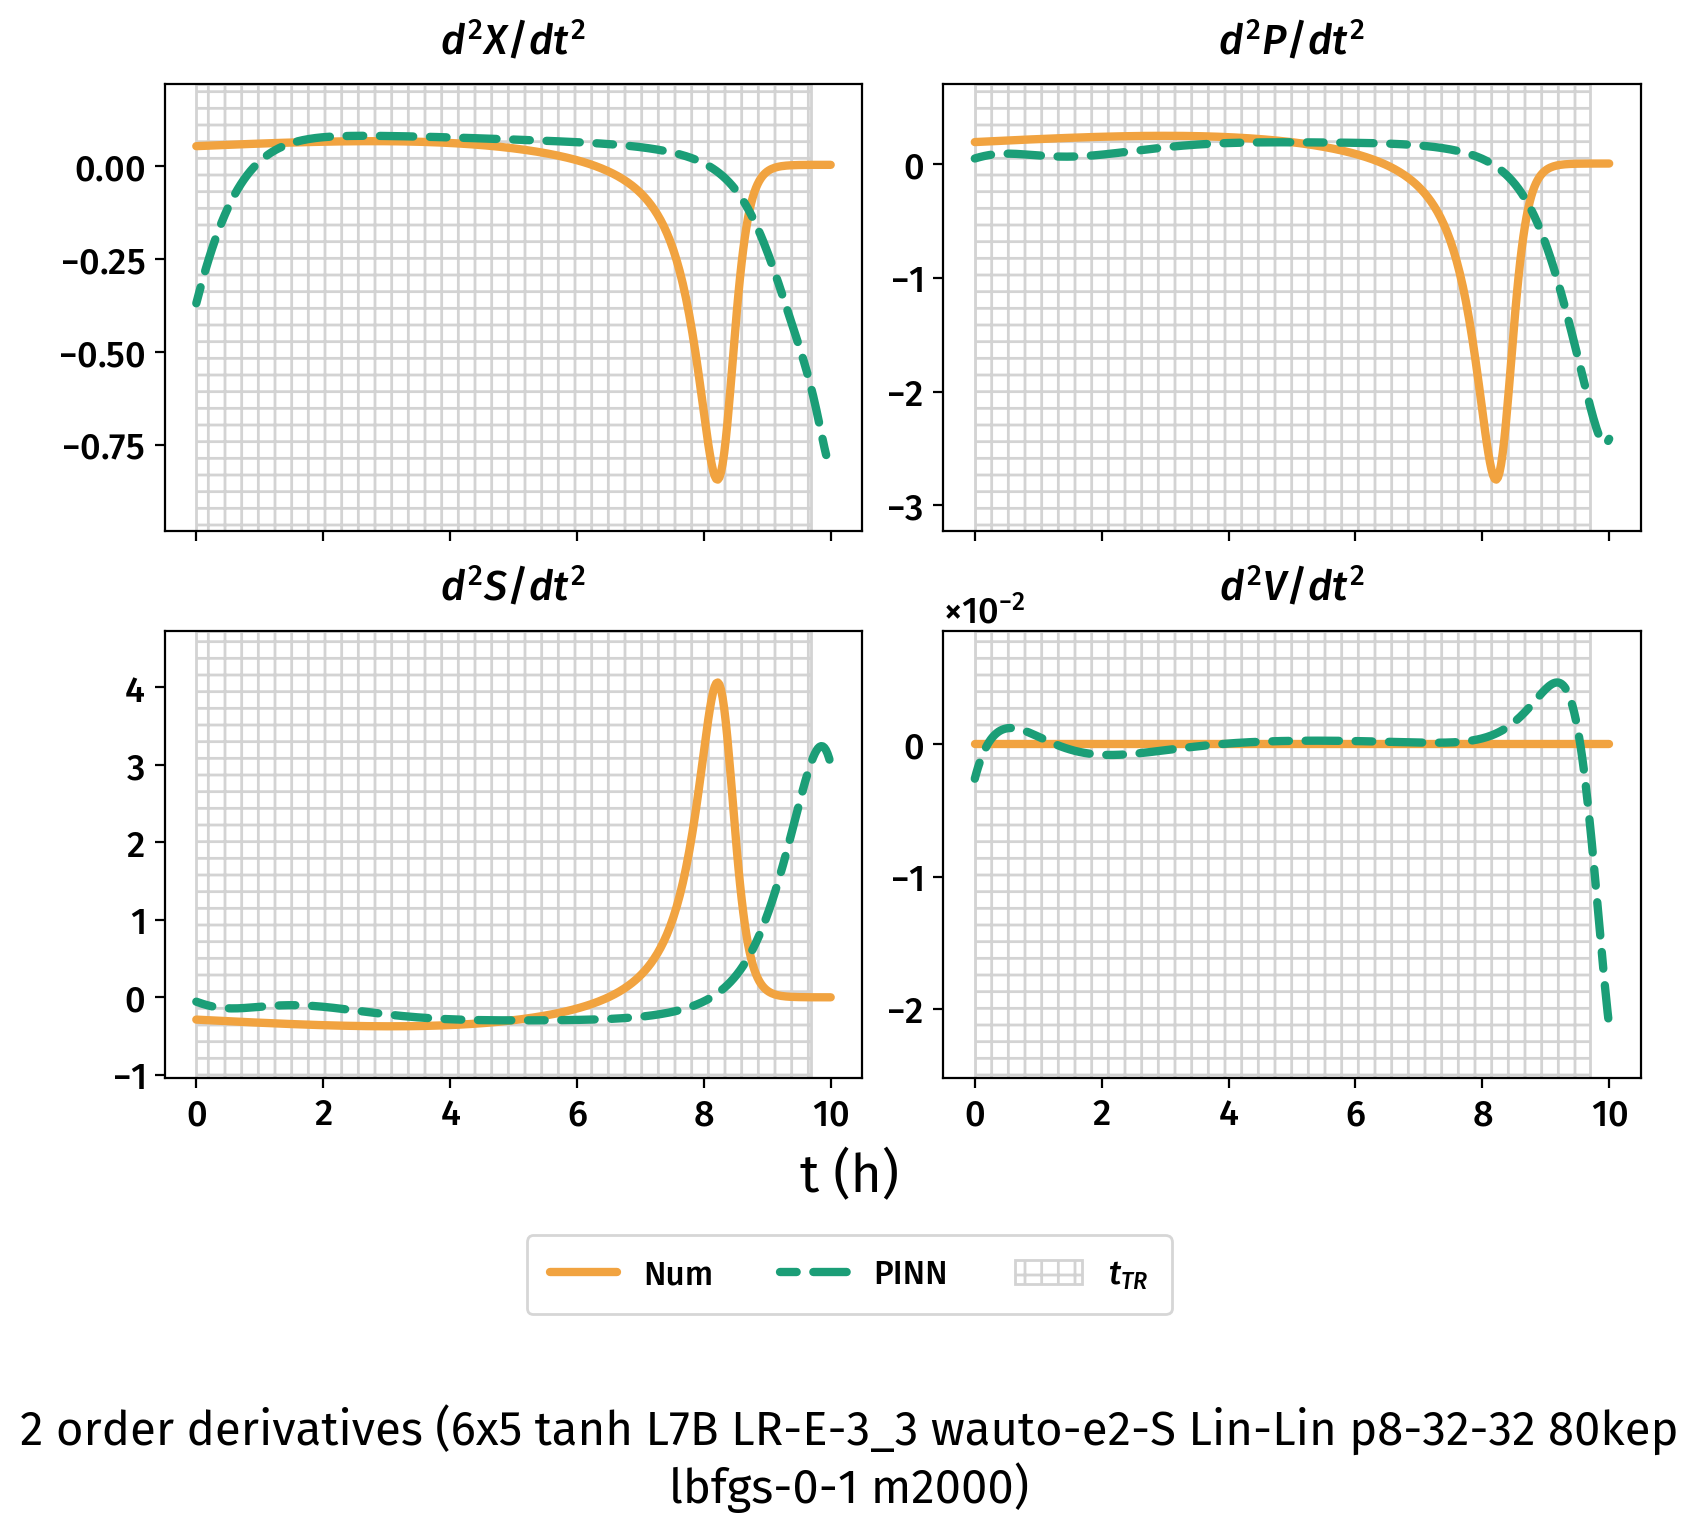 d²X/dt²
d²P/dt²
0.00
−0.25
−0.50
−0.75
0
−1
−2
−3
d²S/dt²
d²V/dt²
×10⁻²
4
3
2
1
0
−1
0
−1
−2
0 2 4 6 8 10
0 2 4 6 8 10
t (h)
Num PINN t_TR
2 order derivatives (6x5 tanh L7B LR-E-3_3 wauto-e2-S Lin-Lin p8-32-32 80kep
lbfgs-0-1 m2000)